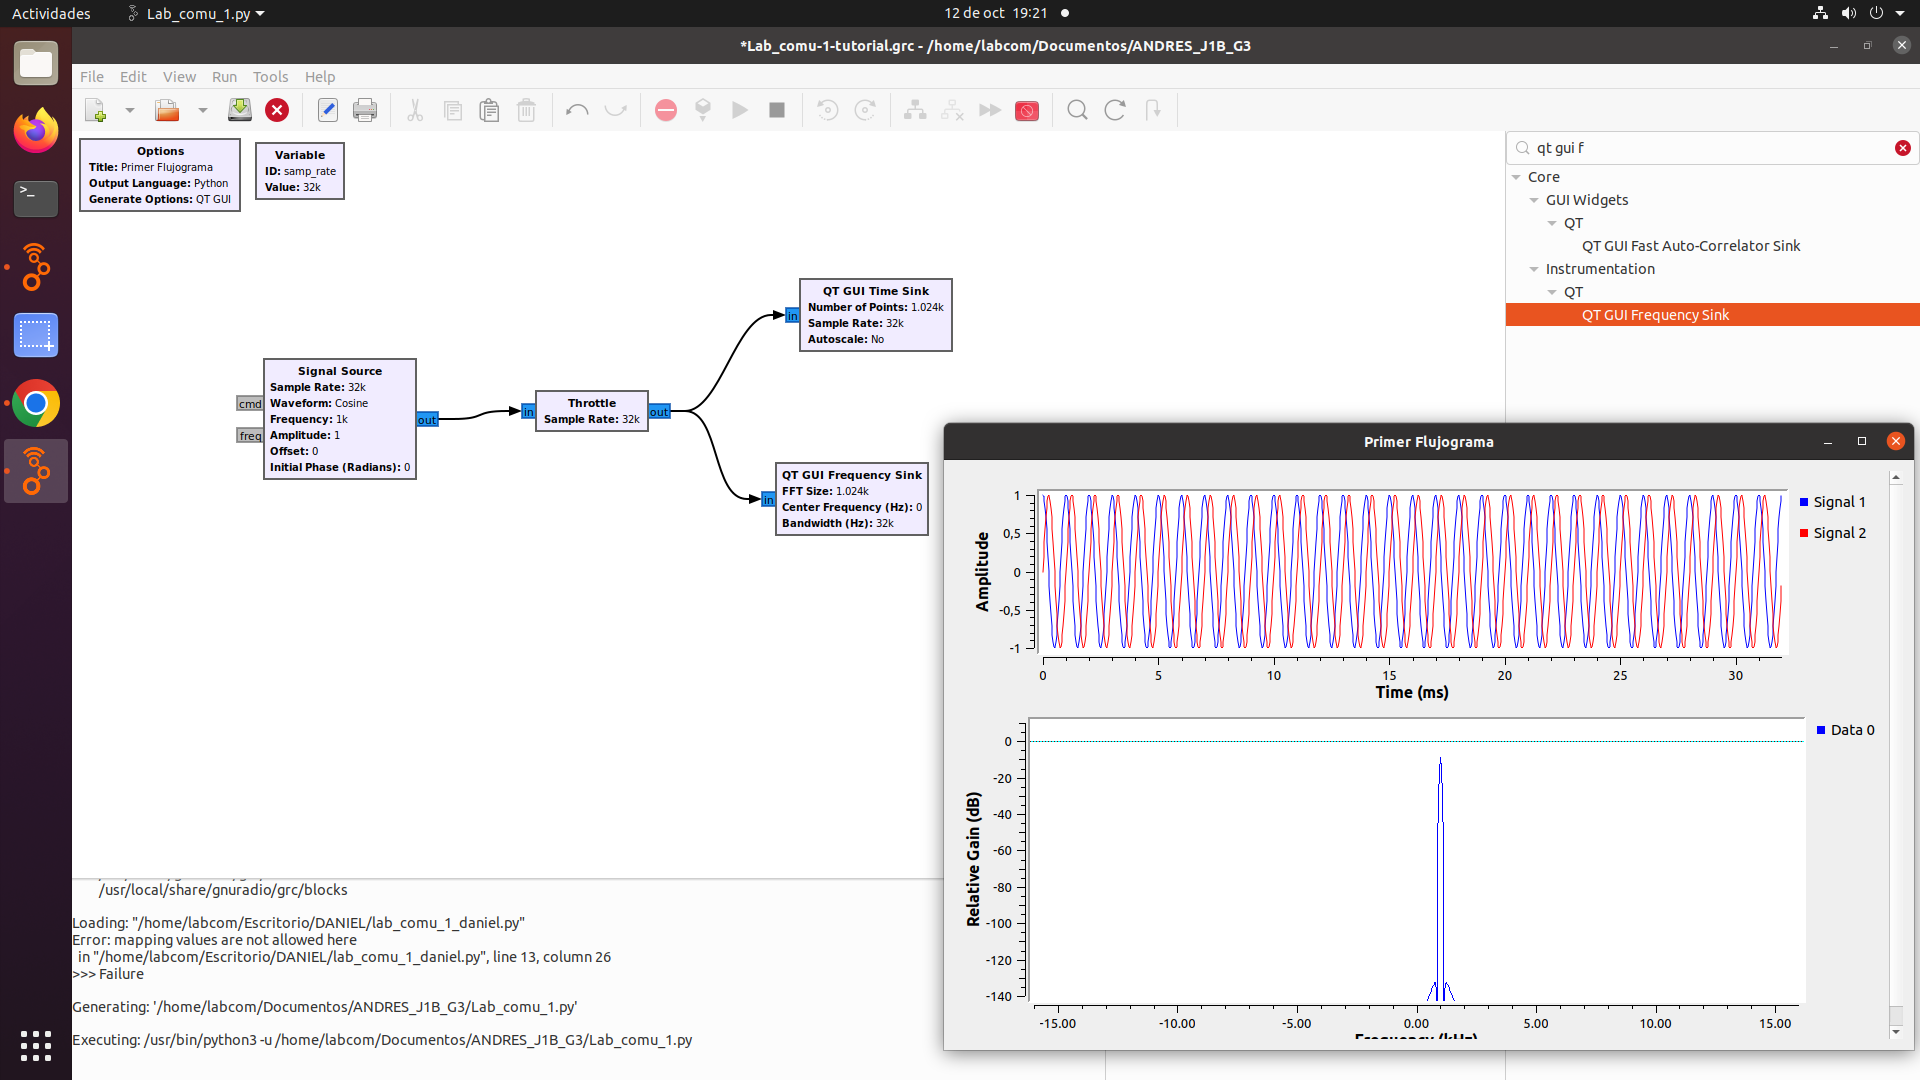 Actividades
Lab_comu_1.py
12 de oct 19:21
*Lab_comu-1-tutorial.grc - /home/labcom/Documentos/ANDRES_J1B_G3
File Edit View Run Tools Help
Options
Title: Primer Flujograma
Output Language: Python
Generate Options: QT GUI
Variable
ID: samp_rate
Value: 32k
qt gui f
Core
GUI Widgets
QT
QT GUI Fast Auto-Correlator Sink
Instrumentation
QT
QT GUI Frequency Sink
Signal Source
Sample Rate: 32k
Waveform: Cosine
Frequency: 1k
Amplitude: 1
Offset: 0
Initial Phase (Radians): 0
cmd
freq
out
in
Throttle
Sample Rate: 32k
out
in
QT GUI Time Sink
Number of Points: 1.024k
Sample Rate: 32k
Autoscale: No
in
QT GUI Frequency Sink
FFT Size: 1.024k
Center Frequency (Hz): 0
Bandwidth (Hz): 32k
Primer Flujograma
Amplitude
1
0,5
0
-0,5
-1
0 5 10 15 20 25 30
Time (ms)
Signal 1
Signal 2
Relative Gain (dB)
0
-20
-40
-60
-80
-100
-120
-140
-15.00 -10.00 -5.00 0.00 5.00 10.00 15.00
Frequency (kHz)
Data 0
/usr/local/share/gnuradio/grc/blocks
Loading: "/home/labcom/Escritorio/DANIEL/lab_comu_1_daniel.py"
Error: mapping values are not allowed here
in "/home/labcom/Escritorio/DANIEL/lab_comu_1_daniel.py", line 13, column 26
>>> Failure
Generating: '/home/labcom/Documentos/ANDRES_J1B_G3/Lab_comu_1.py'
Executing: /usr/bin/python3 -u /home/labcom/Documentos/ANDRES_J1B_G3/Lab_comu_1.py